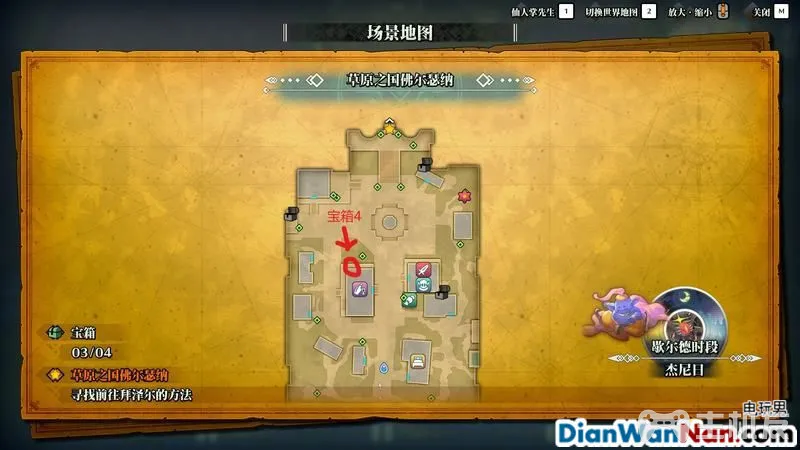 仙人掌先生 1 切换世界地图 2 放大·缩小 关闭 M
场景地图
草原之国佛尔瑟纳
宝箱4
宝箱
03/04
草原之国佛尔瑟纳
寻找前往拜泽尔的方法
歇尔德时段
杰尼日
电玩男
DianWanNan.com